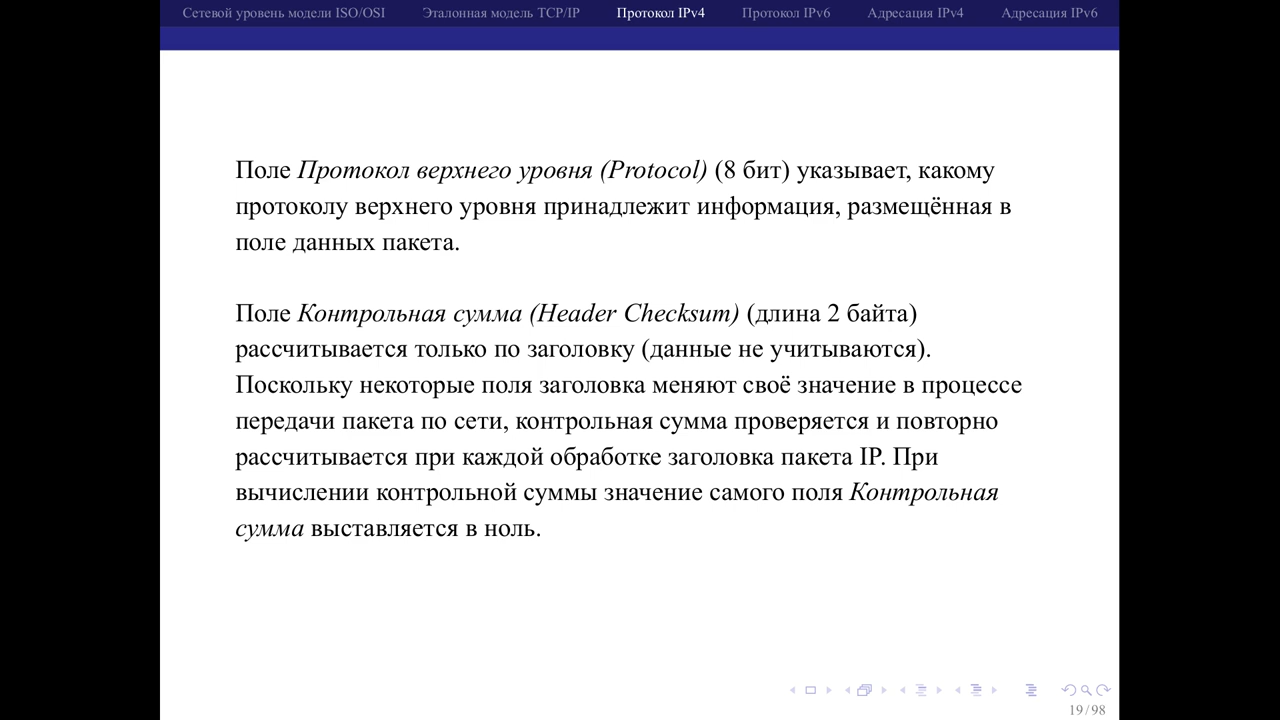 Сетевой уровень модели ISO/OSI Эталонная модель TCP/IP Протокол IPv4 Протокол IPv6 Адресация IPv4 Адресация IPv6
Поле Протокол верхнего уровня (Protocol) (8 бит) указывает, какому
протоколу верхнего уровня принадлежит информация, размещённая в
поле данных пакета.
Поле Контрольная сумма (Header Checksum) (длина 2 байта)
рассчитывается только по заголовку (данные не учитываются).
Поскольку некоторые поля заголовка меняют своё значение в процессе
передачи пакета по сети, контрольная сумма проверяется и повторно
рассчитывается при каждой обработке заголовка пакета IP. При
вычислении контрольной суммы значение самого поля Контрольная
сумма выставляется в ноль.
19 / 98